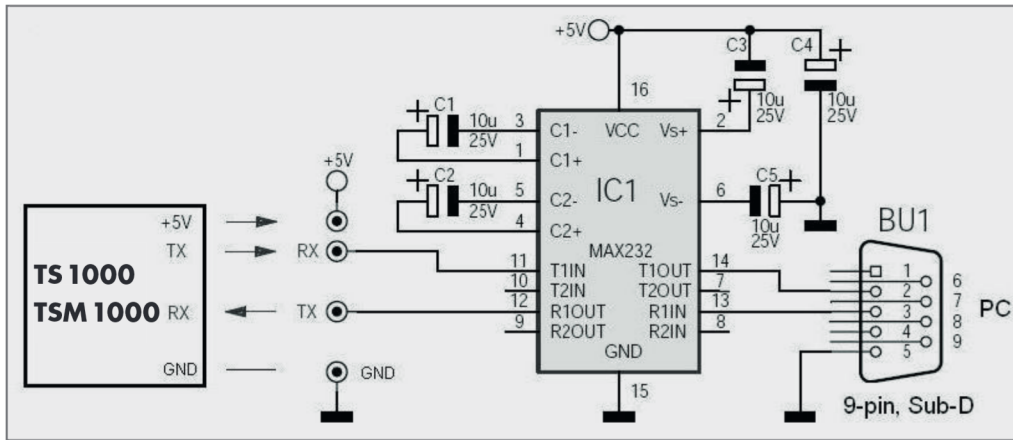 +5V
C3
C4
+
+
10u
25V
10u
25V
16
2
VCC
Vs+
C1
+
10u
25V
3
1
C1-
C1+
C2
+
10u
25V
5
4
C2-
C2+
IC1
Vs-
6
C5
+
10u
25V
MAX232
11
T1IN
T1OUT
14
10
T2IN
T2OUT
7
12
R1OUT
R1IN
13
9
R2OUT
R2IN
8
GND
15
+5V
+5V
TX
RX
TS 1000
TSM 1000
RX
TX
GND
GND
BU1
1
6
2
7
3
8
4
9
5
PC
9-pin, Sub-D